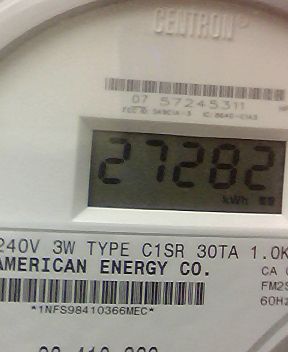 CENTRON
07 57245311
27282
kWh
240V 3W TYPE C1SR 30TA 1.0K
AMERICAN ENERGY CO.
CA
FM2S
60Hz
*1NFS98410366MEC*